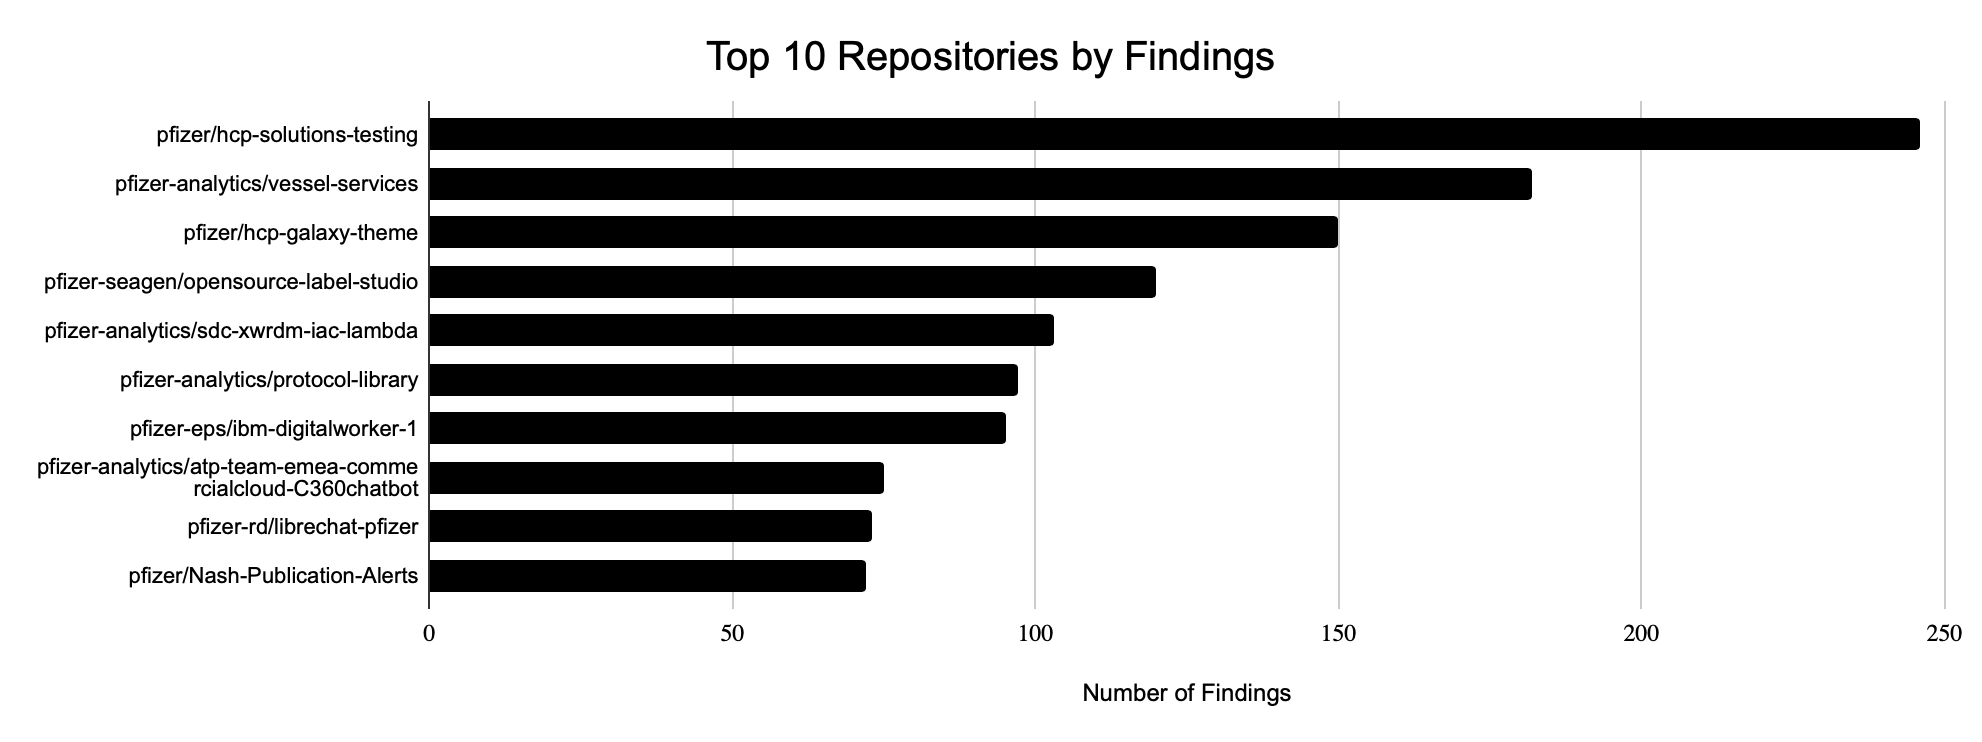 Top 10 Repositories by Findings
pfizer/hcp-solutions-testing
pfizer-analytics/vessel-services
pfizer/hcp-galaxy-theme
pfizer-seagen/opensource-label-studio
pfizer-analytics/sdc-xwrdm-iac-lambda
pfizer-analytics/protocol-library
pfizer-eps/ibm-digitalworker-1
pfizer-analytics/atp-team-emea-comme
rcialcloud-C360chatbot
pfizer-rd/librechat-pfizer
pfizer/Nash-Publication-Alerts
0 50 100 150 200 250
Number of Findings